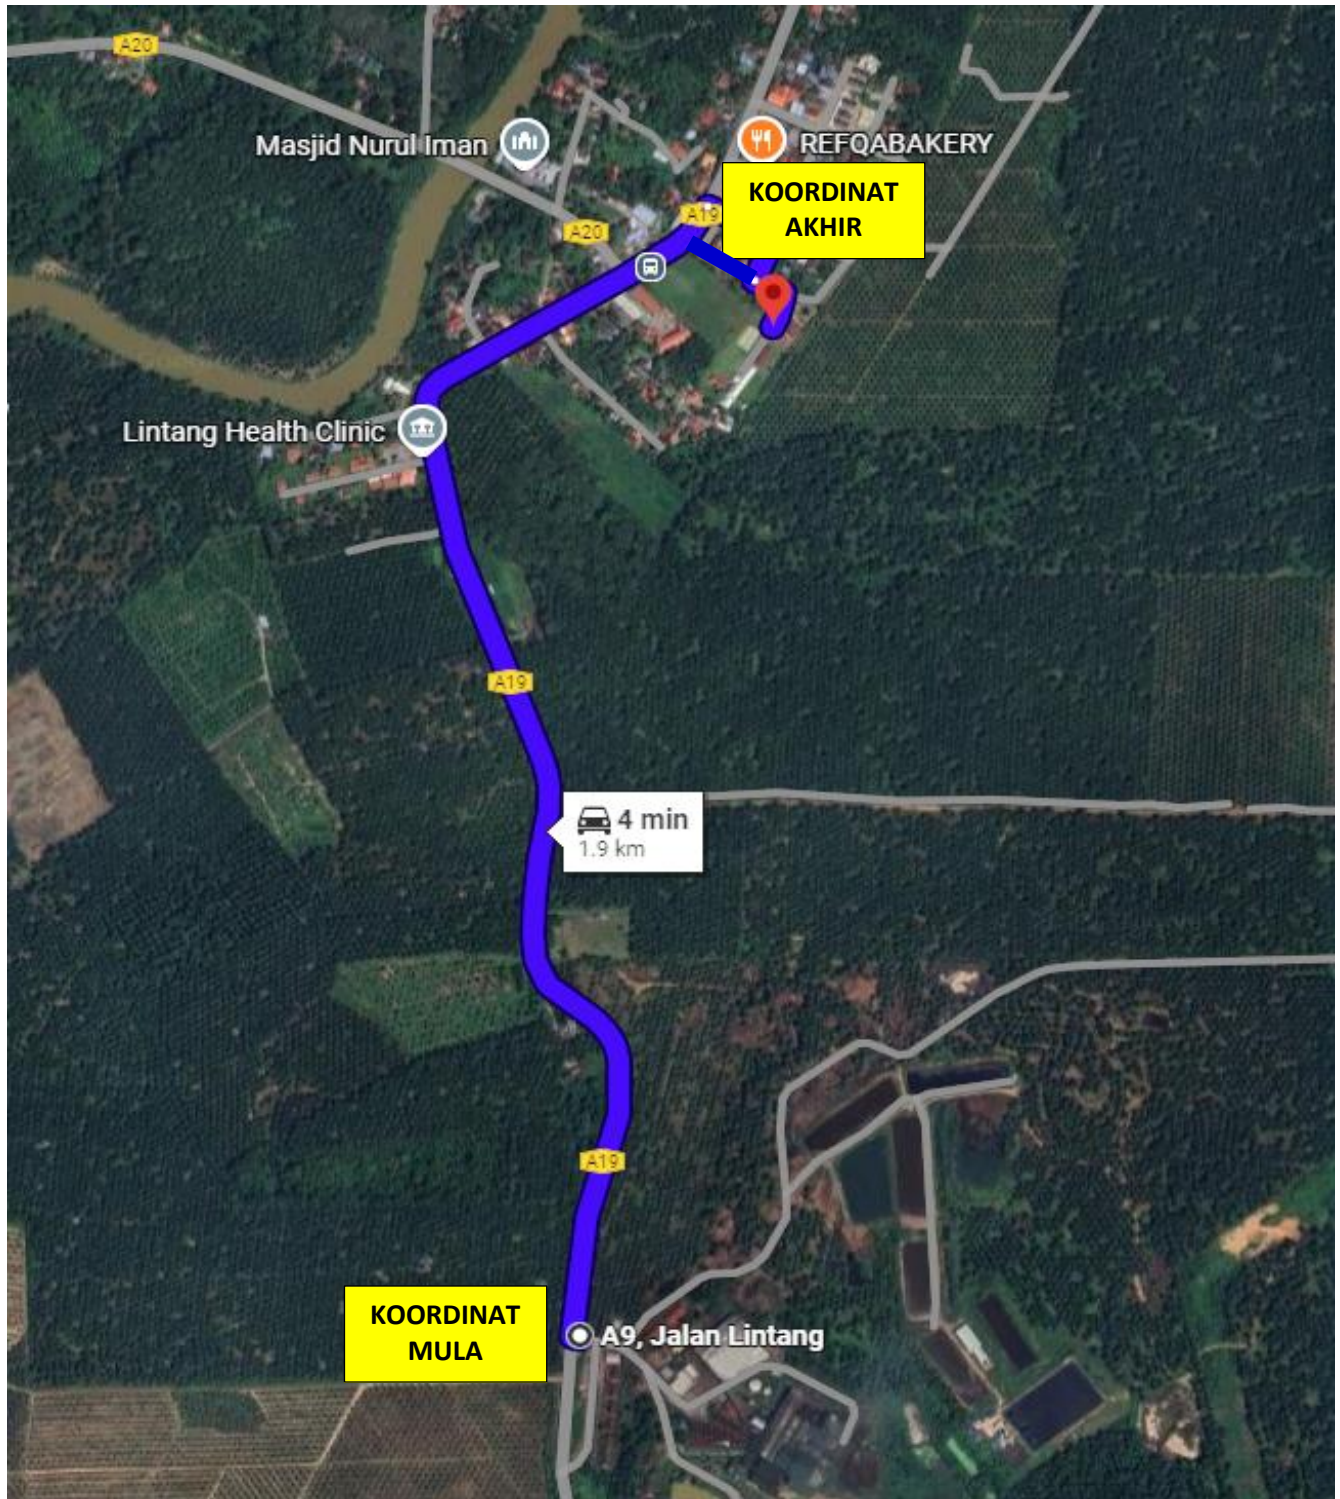 A20
Masjid Nurul Iman
REFQABAKERY
KOORDINAT
AKHIR
A19
A20
Lintang Health Clinic
A19
4 min
1.9 km
A19
KOORDINAT
MULA
A9, Jalan Lintang